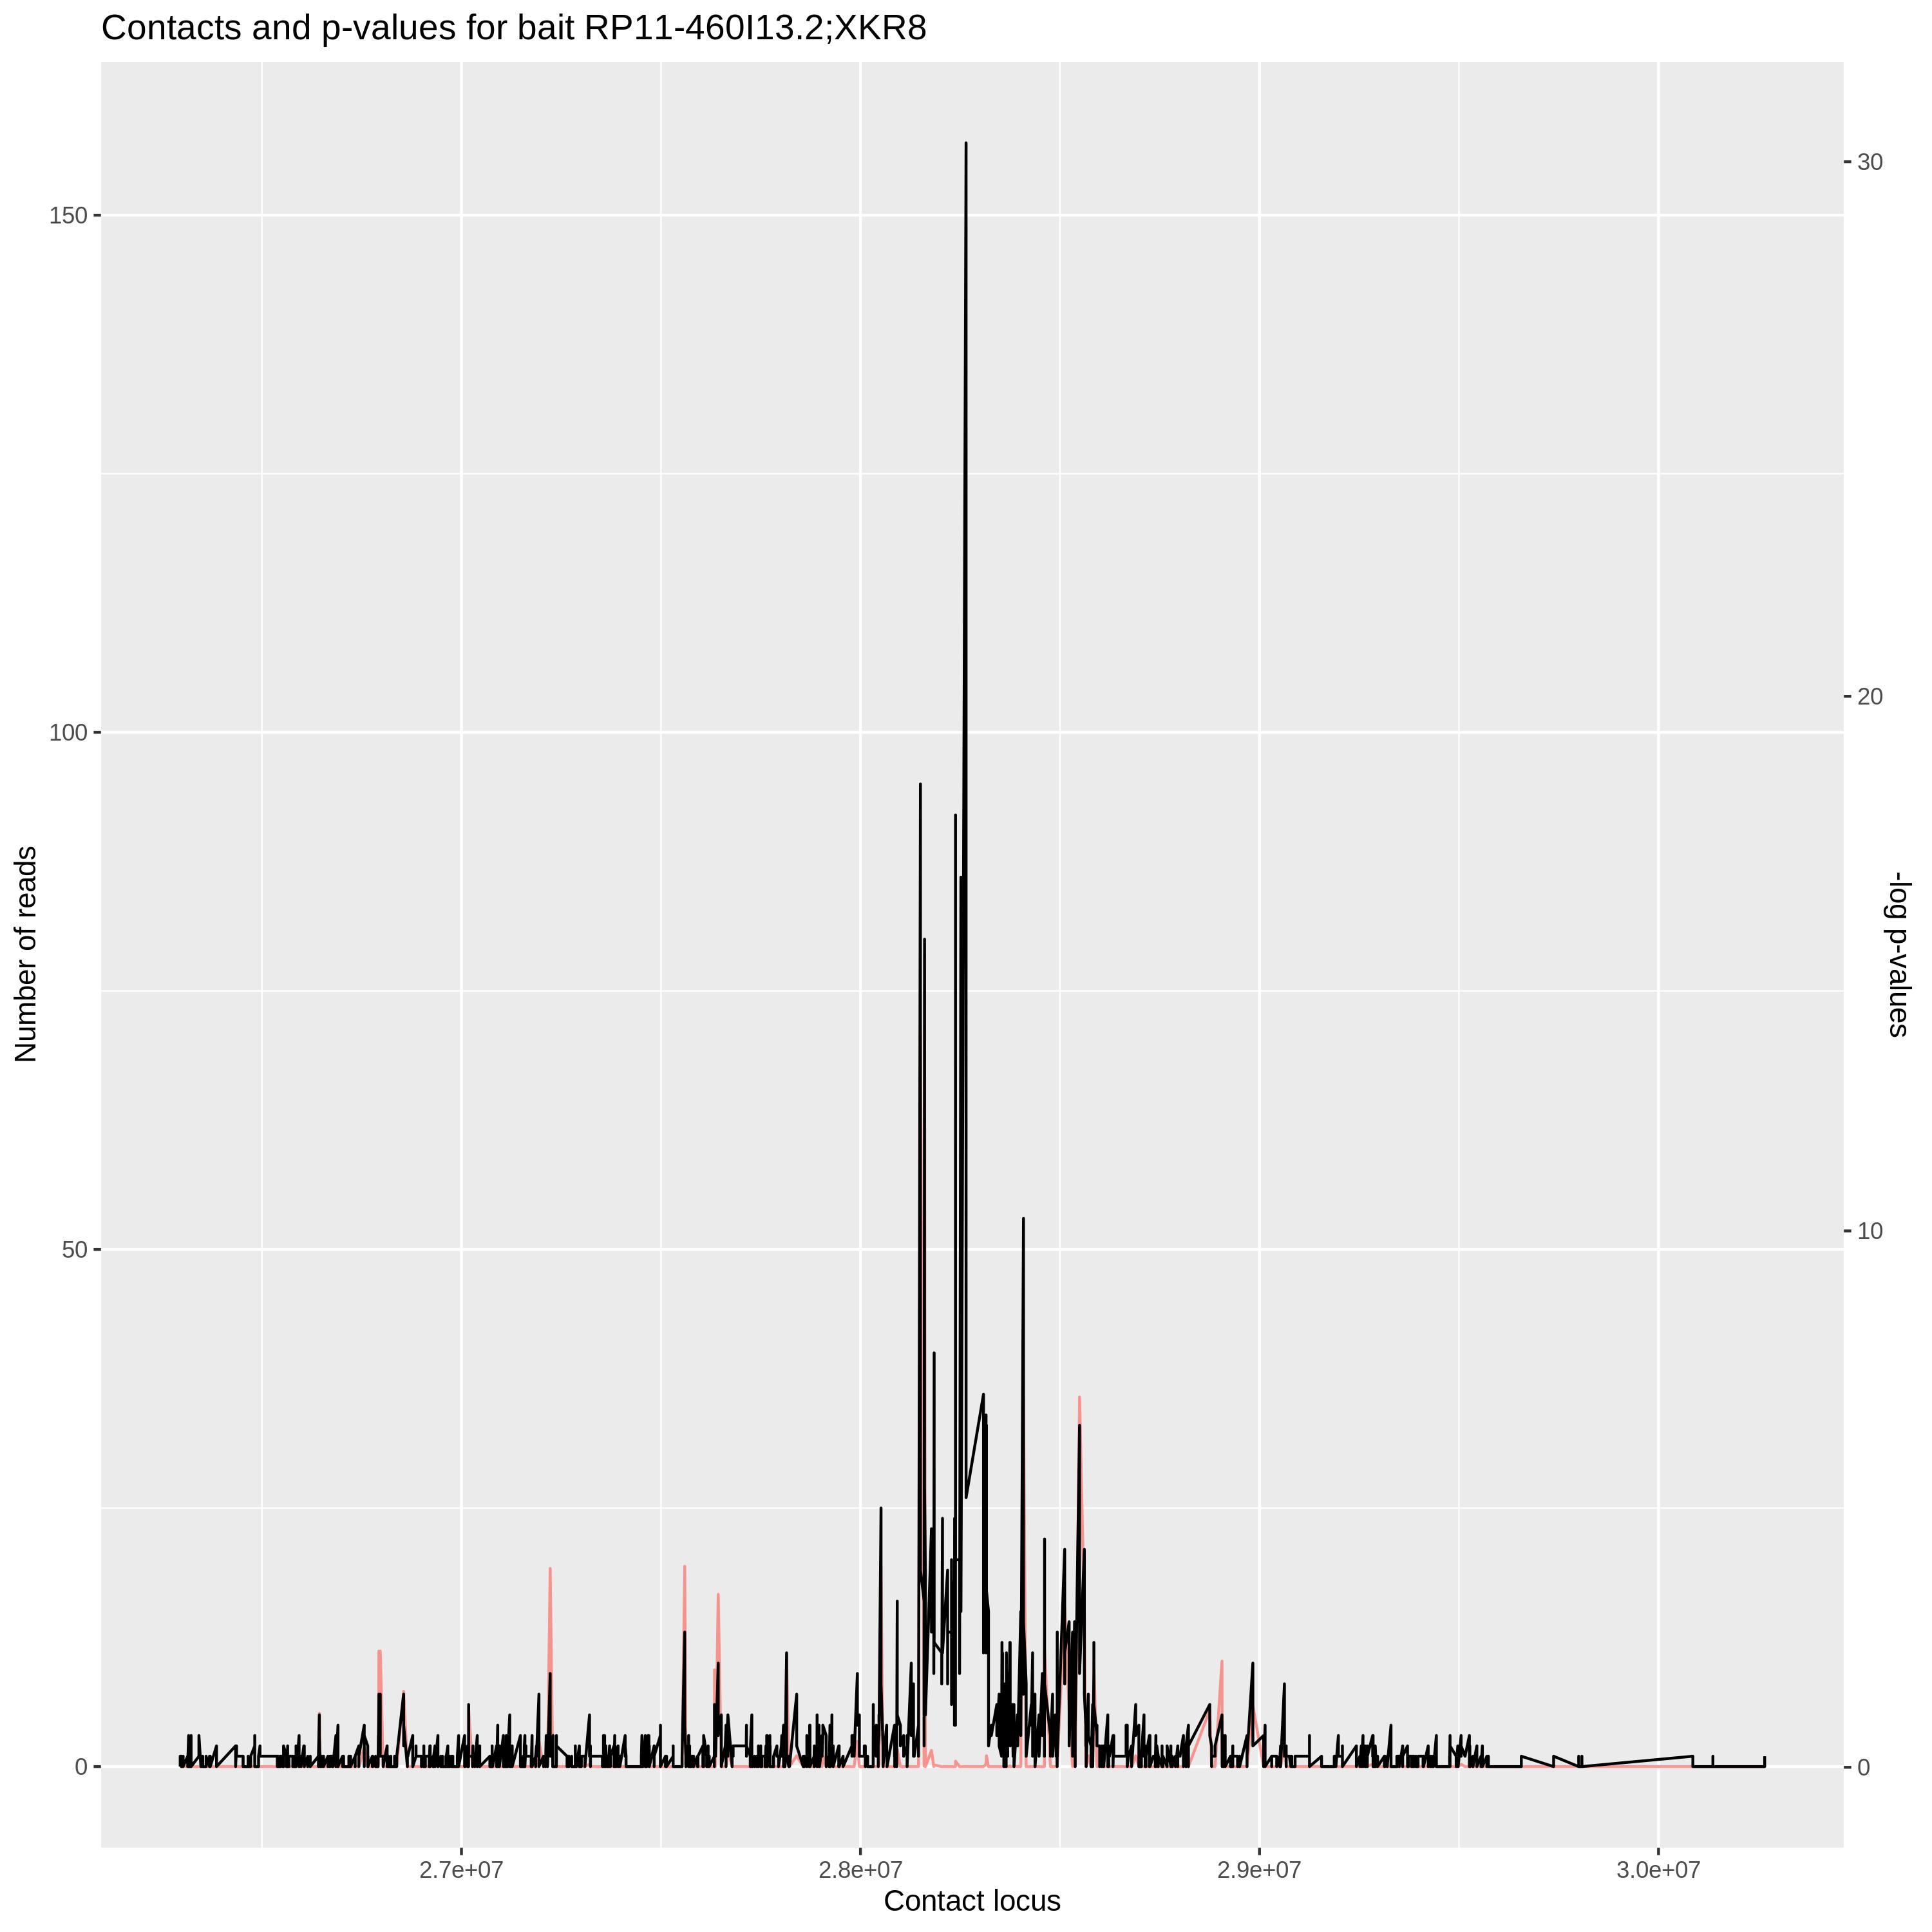 Contacts and p-values for bait RP11-460I13.2;XKR8
150
100
50
0
Number of reads
30
20
10
0
-log p-values
2.7e+07
2.8e+07
2.9e+07
3.0e+07
Contact locus